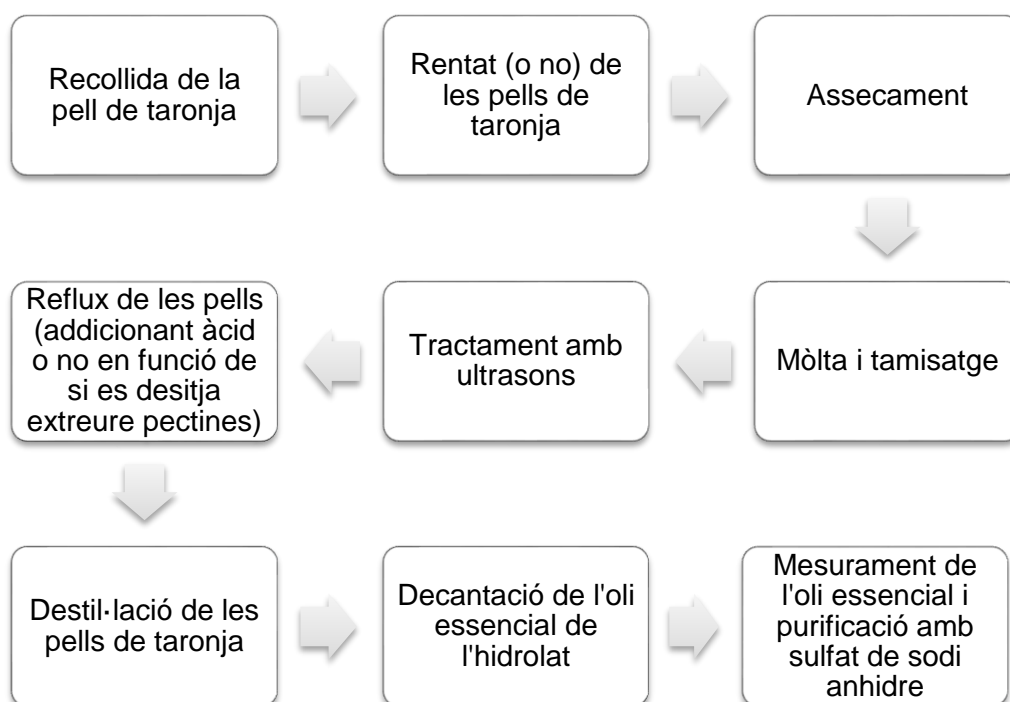 Recollida de la
pell de taronja
Rentat (o no) de
les pells de
taronja
Assecament
Mòlta i tamisatge
Tractament amb
ultrasons
Reflux de les pells
(addicionant àcid
o no en funció de
si es desitja
extreure pectines)
Destil·lació de les
pells de taronja
Decantació de l'oli
essencial de
l'hidrolat
Mesurament de
l'oli essencial i
purificació amb
sulfat de sodi
anhidre